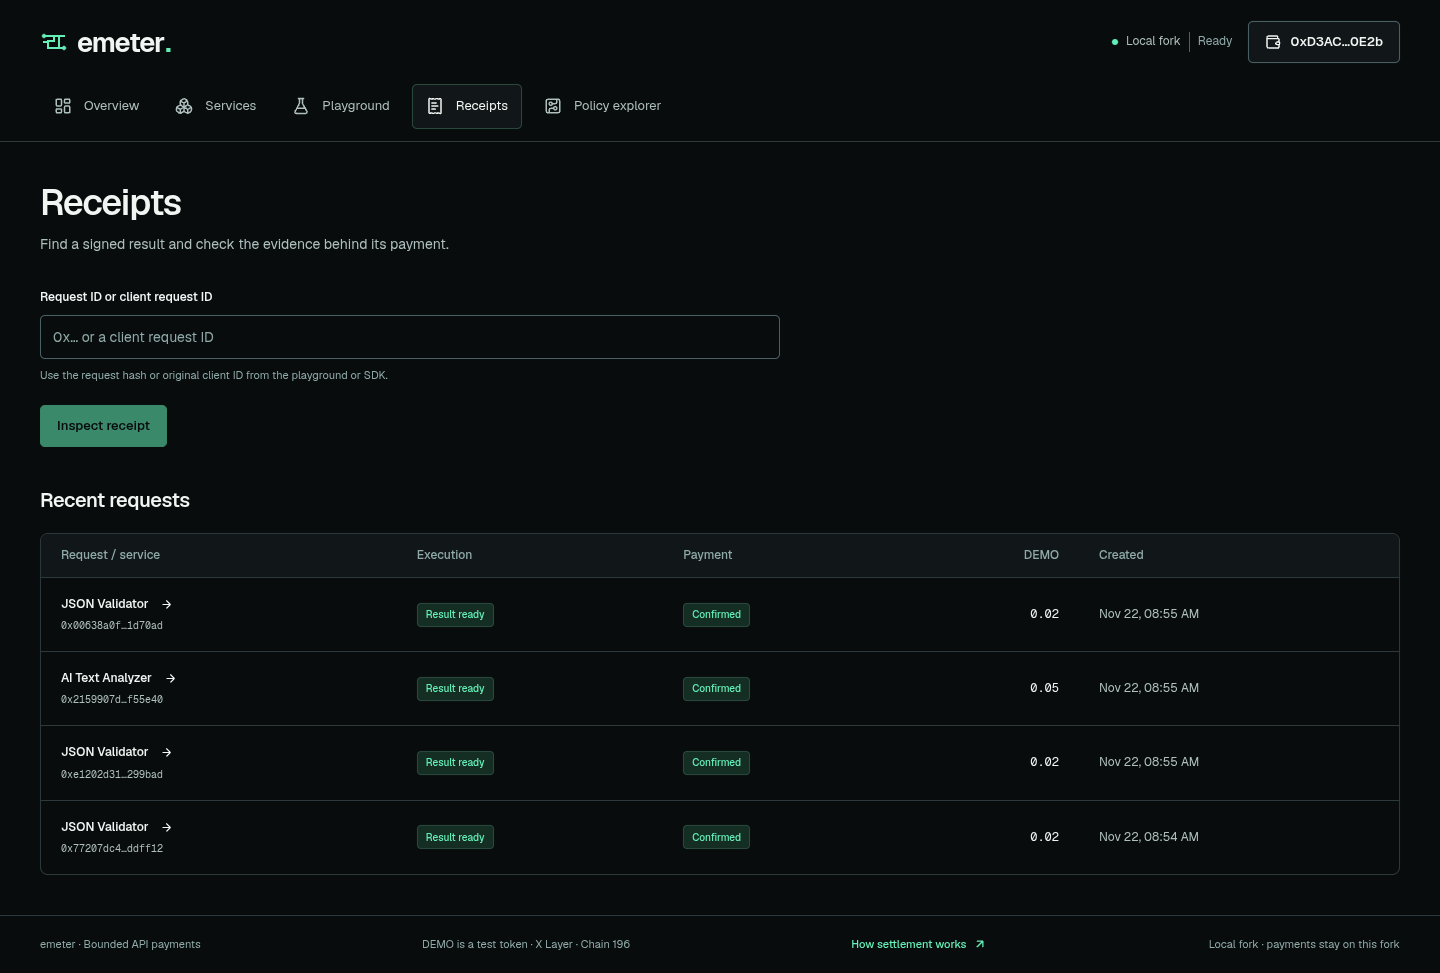 emeter.
Local fork
Ready
0xD3AC...0E2b
Overview
Services
Playground
Receipts
Policy explorer
Receipts
Find a signed result and check the evidence behind its payment.
Request ID or client request ID
0x... or a client request ID
Use the request hash or original client ID from the playground or SDK.
Inspect receipt
Recent requests
Request / service Execution Payment DEMO Created
JSON Validator → Result ready Confirmed 0.02 Nov 22, 08:55 AM
0x00638a0f…1d70ad
AI Text Analyzer → Result ready Confirmed 0.05 Nov 22, 08:55 AM
0x2159907d…f55e40
JSON Validator → Result ready Confirmed 0.02 Nov 22, 08:55 AM
0xe1202d31…299bad
JSON Validator → Result ready Confirmed 0.02 Nov 22, 08:54 AM
0x77207dc4…ddff12
emeter · Bounded API payments
DEMO is a test token · X Layer · Chain 196
How settlement works ↗
Local fork · payments stay on this fork